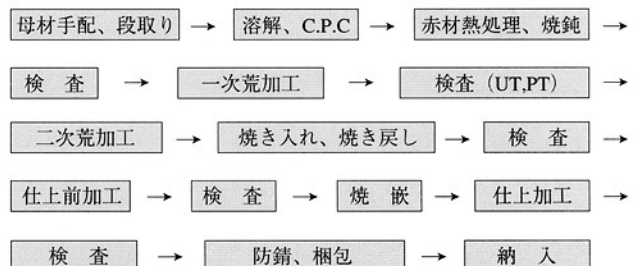 母材手配、段取り → 溶解、C.P.C → 赤材熱処理、焼鈍 →
検 査 → 一次荒加工 → 検査（UT,PT） →
二次荒加工 → 焼き入れ、焼き戻し → 検 査 →
仕上前加工 → 検 査 → 焼 嵌 → 仕上加工 →
検 査 → 防錆、梱包 → 納 入